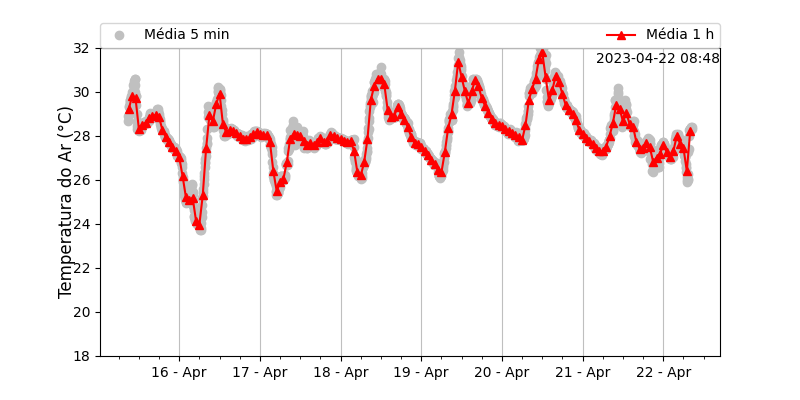 Média 5 min
Média 1 h
2023-04-22 08:48
Temperatura do Ar (°C)
32
30
28
26
24
22
20
18
16 - Apr
17 - Apr
18 - Apr
19 - Apr
20 - Apr
21 - Apr
22 - Apr